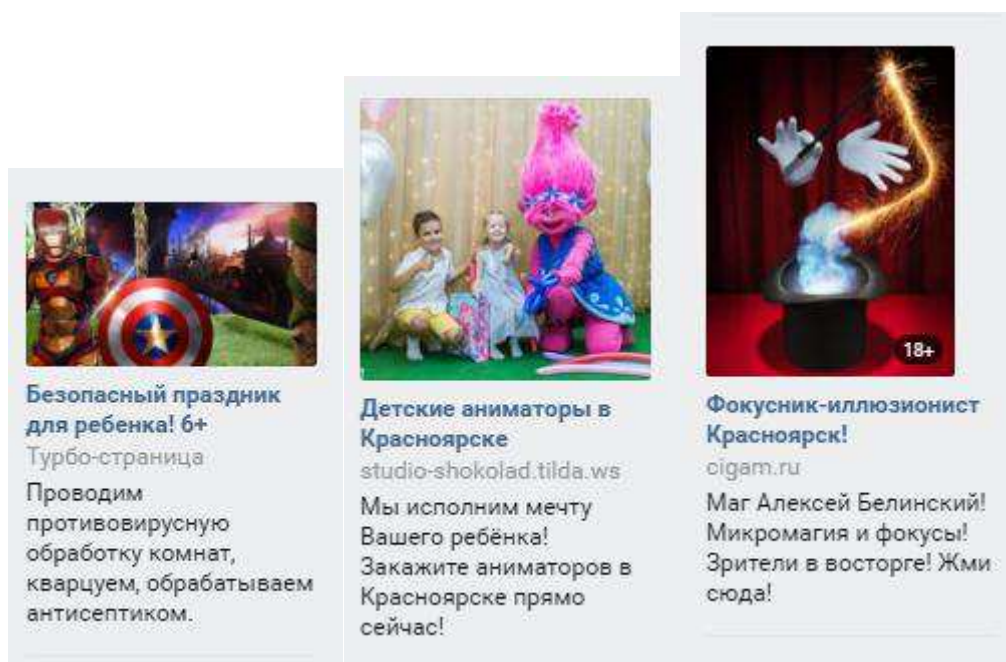 Безопасный праздник
для ребенка! 6+
Турбо-страница
Проводим
противовирусную
обработку комнат,
кварцуем, обрабатываем
антисептиком.
Детские аниматоры в
Красноярске
studio-shokolad.tilda.ws
Мы исполним мечту
Вашего ребёнка!
Закажите аниматоров в
Красноярске прямо
сейчас!
18+
Фокусник-иллюзионист
Красноярск!
cigam.ru
Маг Алексей Белинский!
Микромагия и фокусы!
Зрители в восторге! Жми
сюда!